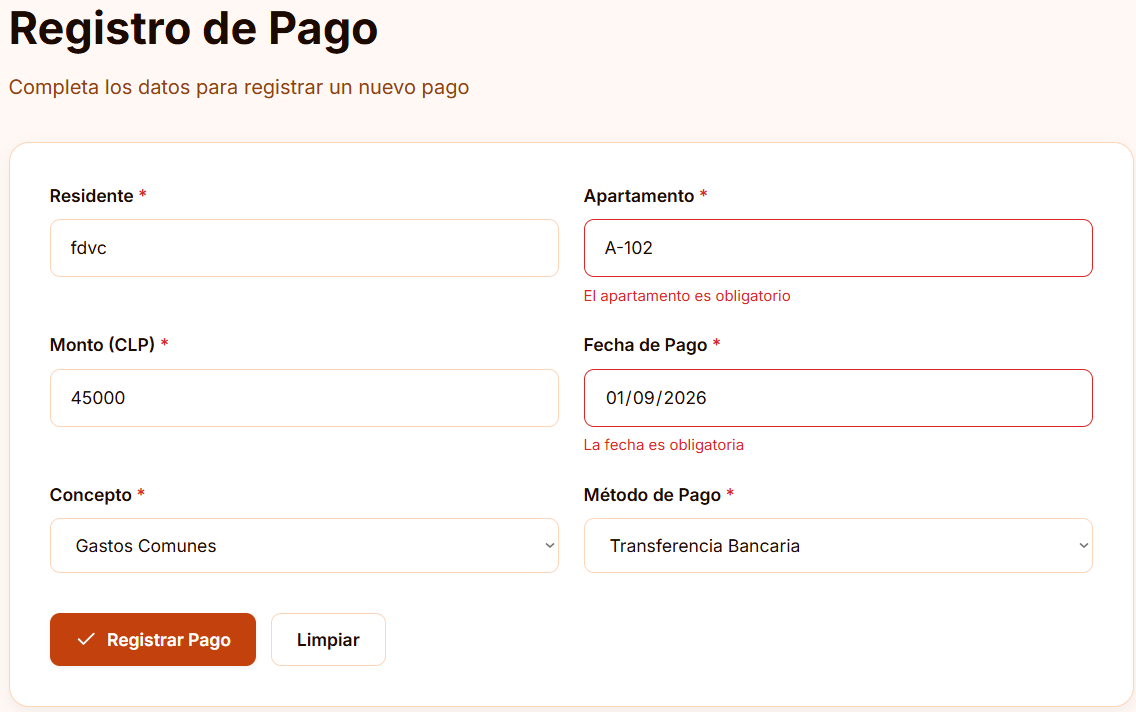 Registro de Pago
Completa los datos para registrar un nuevo pago
Residente *
fdvc
Apartamento *
A-102
El apartamento es obligatorio
Monto (CLP) *
45000
Fecha de Pago *
01/09/2026
La fecha es obligatoria
Concepto *
Gastos Comunes
Método de Pago *
Transferencia Bancaria
Registrar Pago
Limpiar